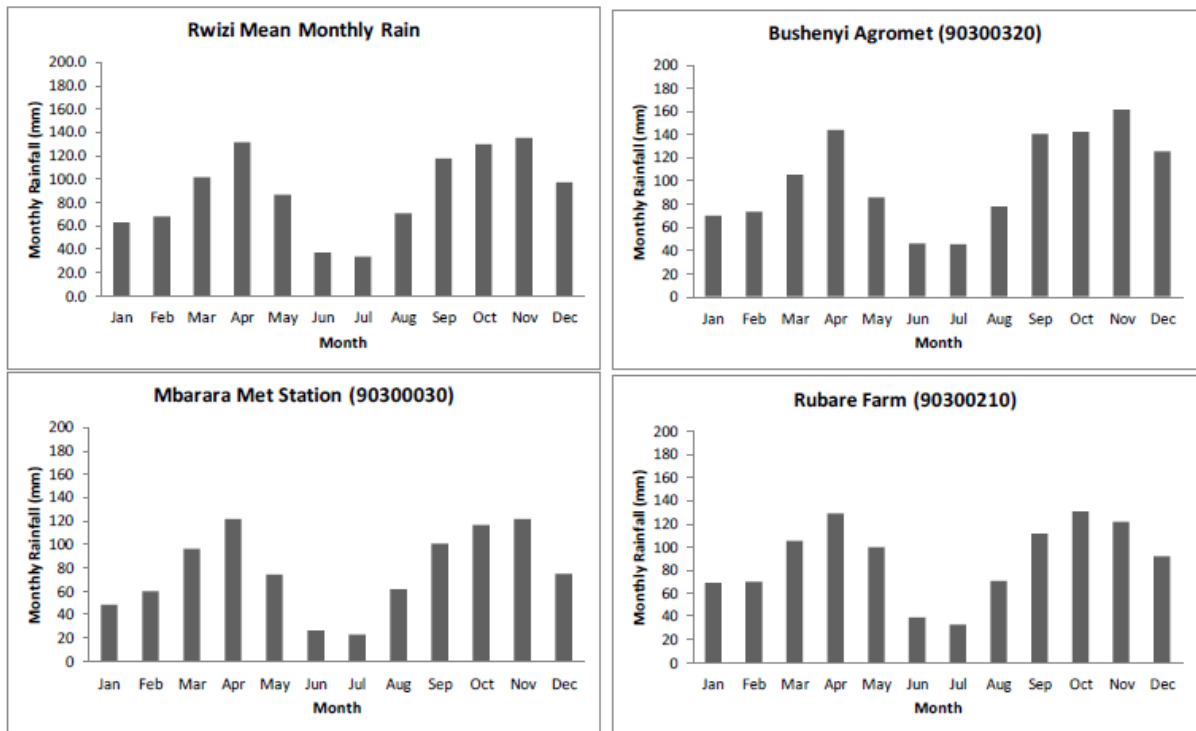 Rwizi Mean Monthly Rain
Monthly Rainfall (mm)
200.0
180.0
160.0
140.0
120.0
100.0
80.0
60.0
40.0
20.0
0.0
Jan Feb Mar Apr May Jun Jul Aug Sep Oct Nov Dec
Month
Bushenyi Agromet (90300320)
Monthly Rainfall (mm)
200
180
160
140
120
100
80
60
40
20
0
Jan Feb Mar Apr May Jun Jul Aug Sep Oct Nov Dec
Month
Mbarara Met Station (90300030)
Monthly Rainfall (mm)
200
180
160
140
120
100
80
60
40
20
0
Jan Feb Mar Apr May Jun Jul Aug Sep Oct Nov Dec
Month
Rubare Farm (90300210)
Monthly Rainfall (mm)
200
180
160
140
120
100
80
60
40
20
0
Jan Feb Mar Apr May Jun Jul Aug Sep Oct Nov Dec
Month